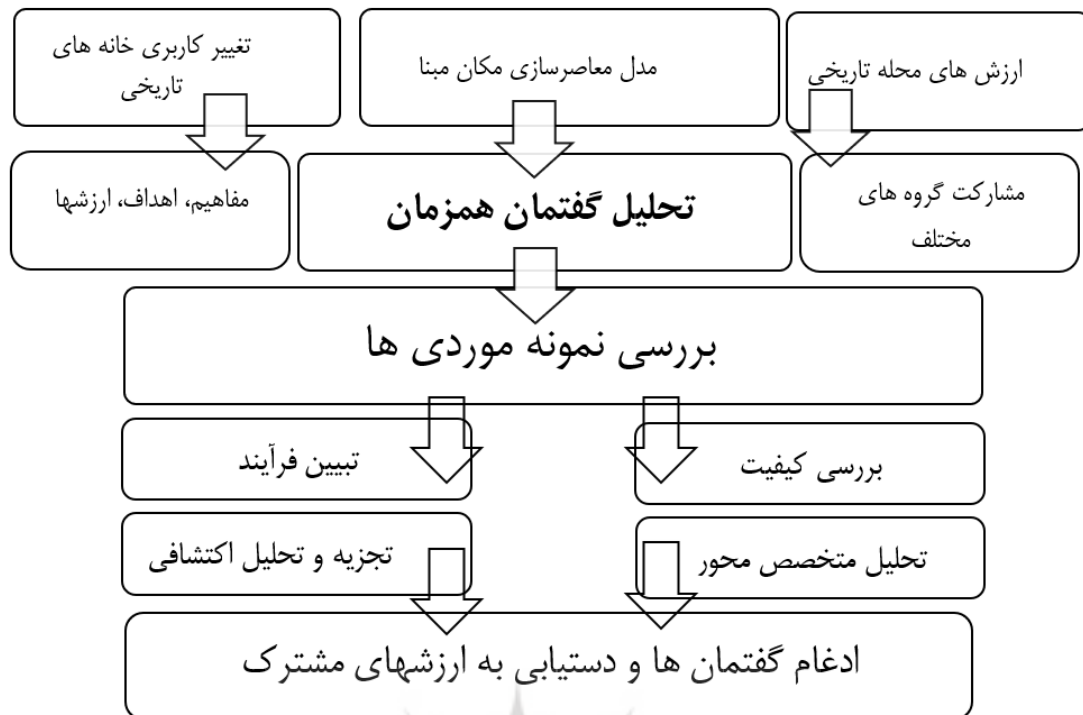 ارزش های محله تاریخی
مدل معاصرسازی مکان مبنا
تغییر کاربری خانه های
تاریخی
مشارکت گروه های
مختلف
تحلیل گفتمان همزمان
مفاهیم، اهداف، ارزشها
بررسی نمونه موردی ها
بررسی کیفیت
تبیین فرآیند
تحلیل متخصص محور
تجزیه و تحلیل اکتشافی
ادغام گفتمان ها و دستیابی به ارزشهای مشترک